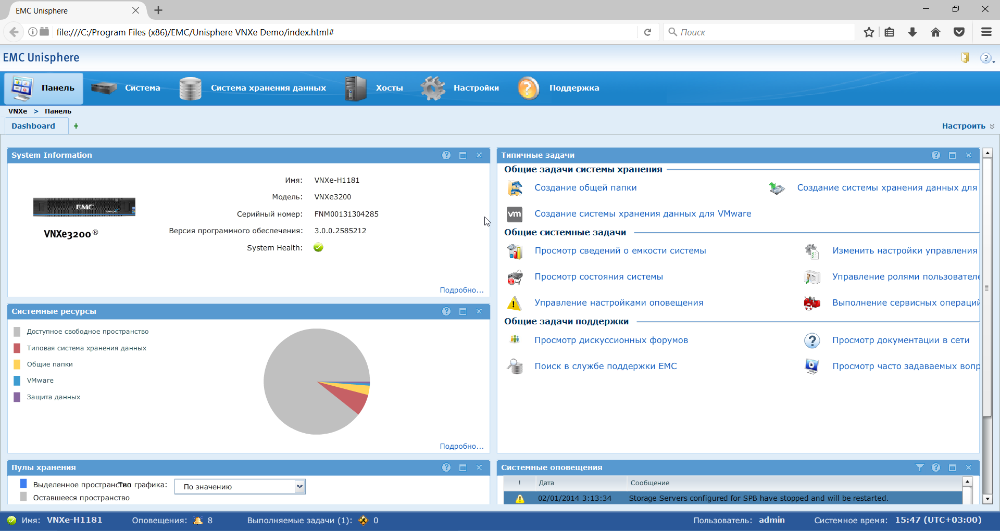 EMC Unisphere
file:///C:/Program Files (x86)/EMC/Unisphere VNXe Demo/index.html#
Поиск
EMC Unisphere
Панель
Система
Система хранения данных
Хосты
Настройки
Поддержка
VNXe > Панель
Dashboard +
Настроить
System Information
EMC
VNXe3200®
Имя: VNXe-H1181
Модель: VNXe3200
Серийный номер: FNM00131304285
Версия программного обеспечения: 3.0.0.2585212
System Health:
Подробно...
Системные ресурсы
Доступное свободное пространство
Типовая система хранения данных
Общие папки
VMware
Защита данных
Подробно...
Пулы хранения
Выделенное пространство
Тип графика: По значению
Оставшееся пространство
Типичные задачи
Общие задачи системы хранения
Создание общей папки
Создание системы хранения данных для
vm
Создание системы хранения данных для VMware
Общие системные задачи
Просмотр сведений о емкости системы
Изменить настройки управления
Просмотр состояния системы
Управление ролями пользователе
Управление настройками оповещения
Выполнение сервисных операций
Общие задачи поддержки
Просмотр дискуссионных форумов
Просмотр документации в сети
Поиск в службе поддержки EMC
Просмотр часто задаваемых вопр
Системные оповещения
! Дата Сообщение
02/01/2014 3:13:34 Storage Servers configured for SPB have stopped and will be restarted.
Имя: VNXe-H1181 Оповещения: 8 Выполняемые задачи (1): 0 Пользователь: admin Системное время: 15:47 (UTC+03:00)